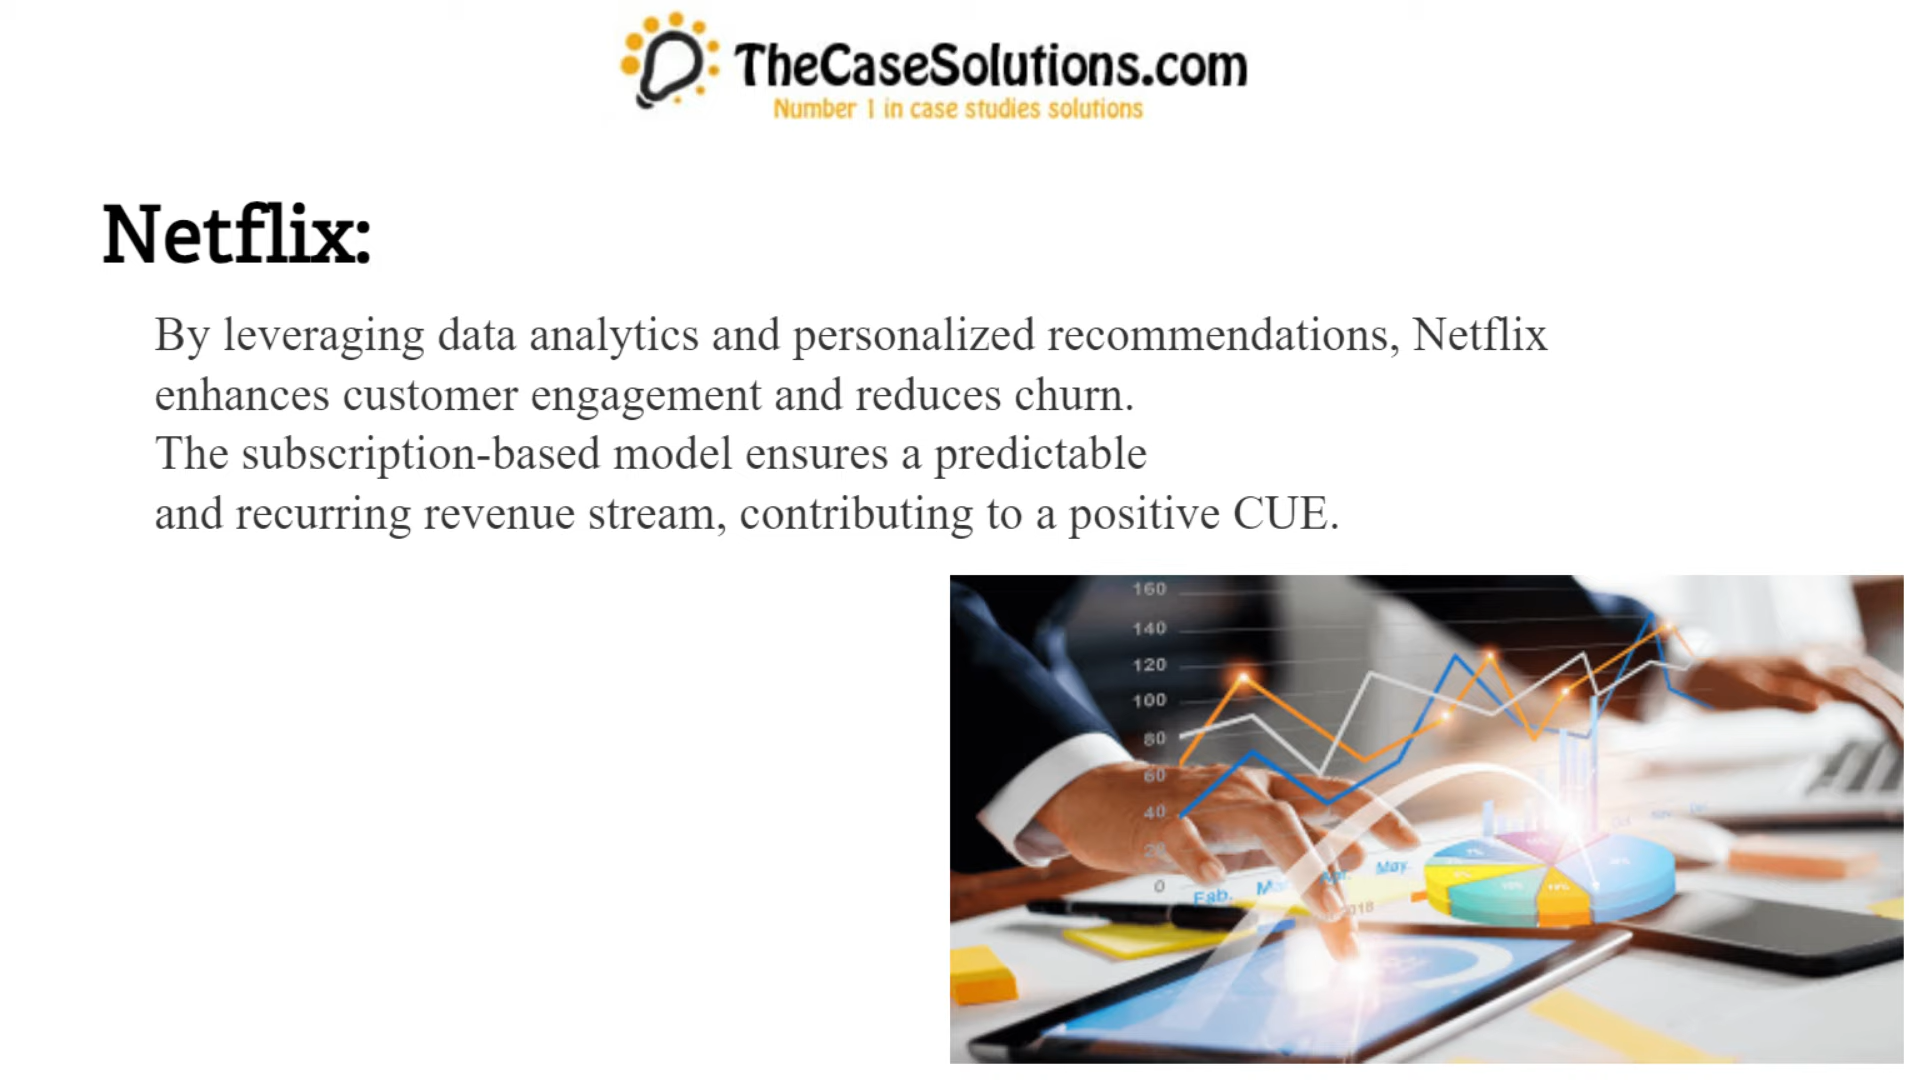 TheCaseSolutions.com
Number 1 in case studies solutions
Netflix:
By leveraging data analytics and personalized recommendations, Netflix
enhances customer engagement and reduces churn.
The subscription-based model ensures a predictable
and recurring revenue stream, contributing to a positive CUE.
160
140
120
100
80
60
40
0
Fab.
May.